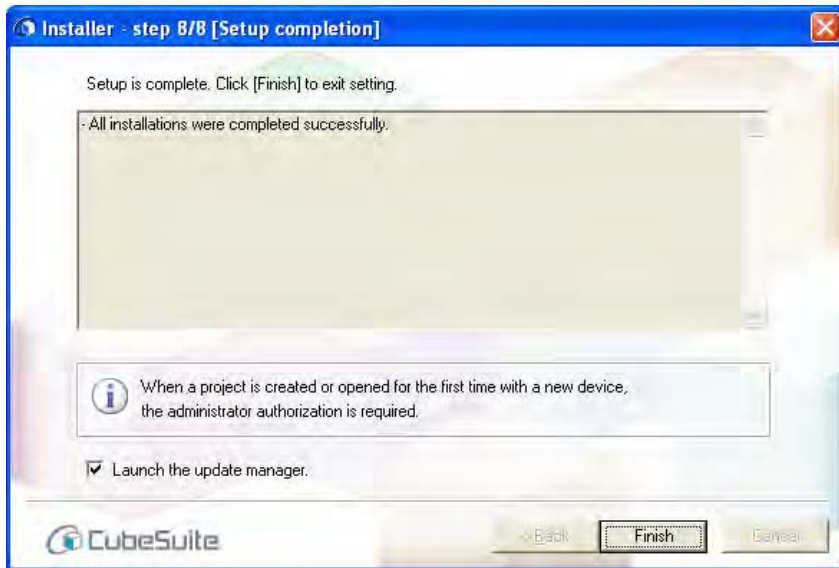 Installer - step 8/8 [Setup completion]
Setup is complete. Click [Finish] to exit setting.
- All installations were completed successfully.
When a project is created or opened for the first time with a new device,
the administrator authorization is required.
Launch the update manager.
CubeSuite
< Back
Finish
Cancel